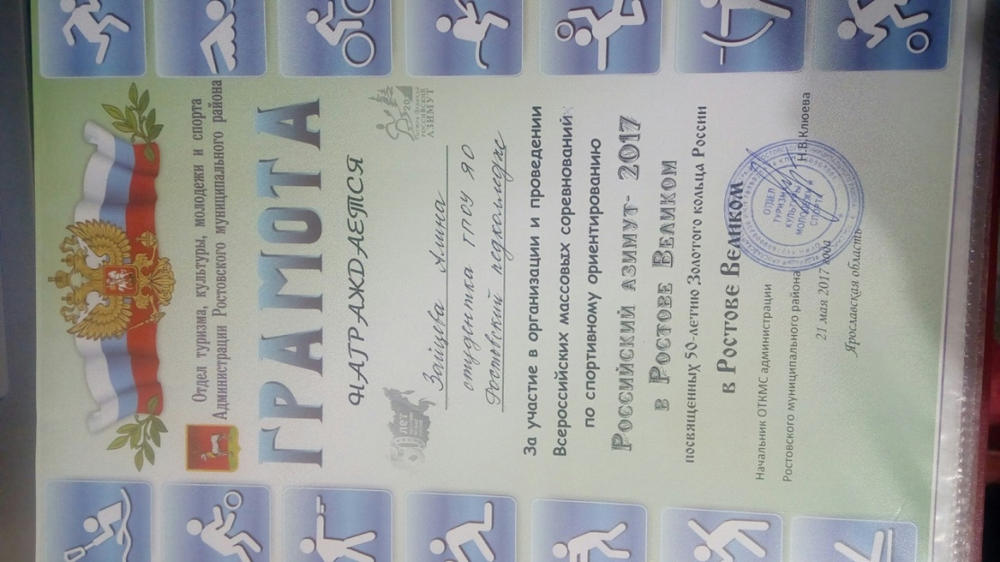 Отдел туризма, культуры, молодежи и спорта
Администрации Ростовского муниципального района
ГРАМОТА
НАГРАЖДАЕТСЯ
50 лет
РОССИЙСКИЙ
АЗИМУТ
Зайцева Алина
студентка ГПОУ ЯО
Ростовский педколледж
За участие в организации и проведении
Всероссийских массовых соревнований
по спортивному ориентированию
Российский азимут- 2017
в Ростове Великом
посвященных 50-летию Золотого кольца России
в Ростове Великом
Начальник ОТКМС администрации
Ростовского муниципального района Н.В.Клюева
ОТДЕЛ
ТУРИЗМА,
КУЛЬТУРЫ,
МОЛОДЕЖИ И
СПОРТА
21 мая 2017 года
Ярославская область